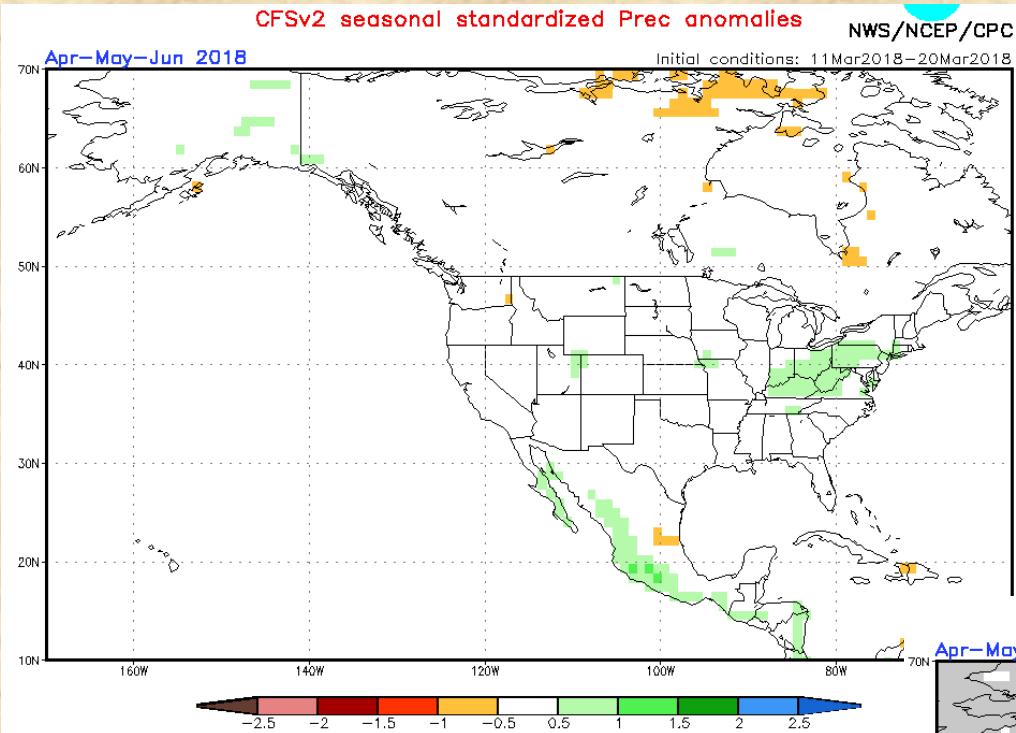 CFSv2 seasonal standardized Prec anomalies
NWS/NCEP/CPC
Apr-May-Jun 2018
Initial conditions: 11Mar2018-20Mar2018
70N
60N
50N
40N
30N
20N
10N
160W 140W 120W 100W 80W
70N
Apr-May
-2.5 -2 -1.5 -1 -0.5 0.5 1 1.5 2 2.5